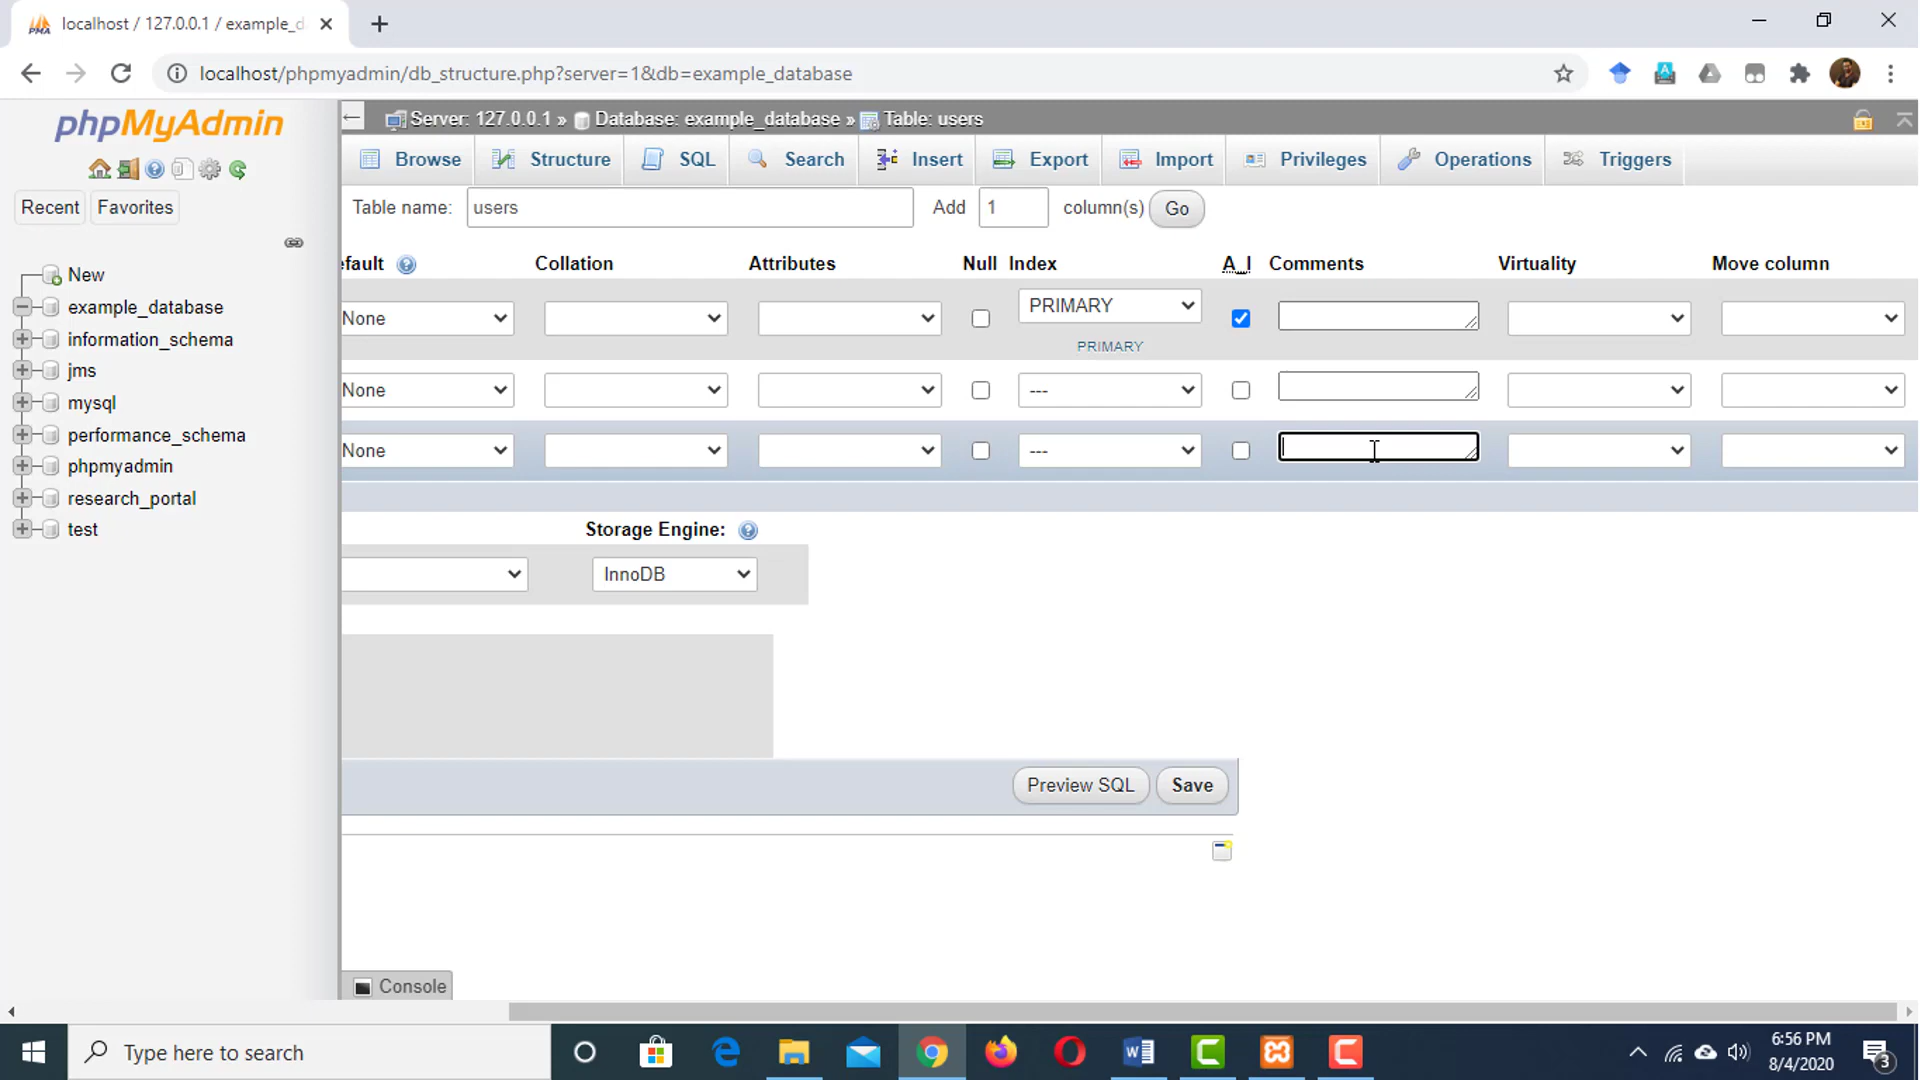 localhost / 127.0.0.1 / example_d
localhost/phpmyadmin/db_structure.php?server=1&db=example_database
phpMyAdmin
Recent Favorites
New
example_database
information_schema
jms
mysql
performance_schema
phpmyadmin
research_portal
test
Server: 127.0.0.1 » Database: example_database » Table: users
Browse Structure SQL Search Insert Export Import Privileges Operations Triggers
Table name: users Add 1 column(s) Go
efault Collation Attributes Null Index A_I Comments Virtuality Move column
None PRIMARY
PRIMARY
None ---
None ---
Storage Engine:
InnoDB
Preview SQL Save
Console
Type here to search
6:56 PM
8/4/2020
3